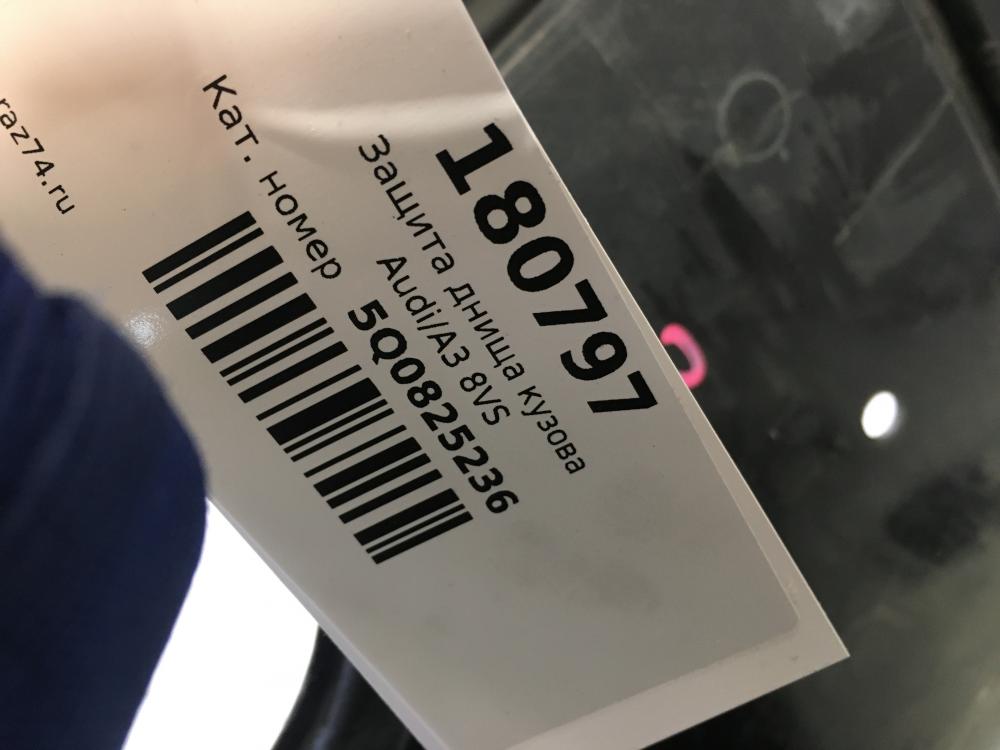 180797
Защита днища кузова
Audi/A3 8VS
Кат. номер 5Q0825236
raz74.ru